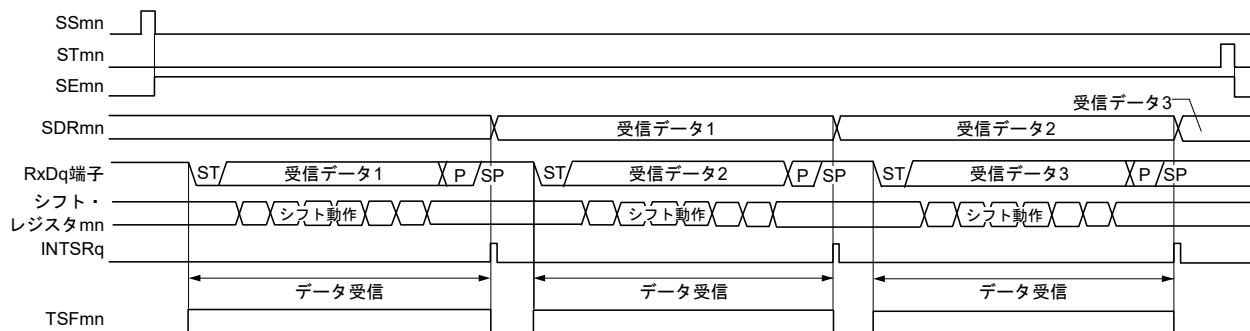 SSmn
STmn
SEmn
受信データ3
SDRmn
受信データ1
受信データ2
RxDq端子
ST
受信データ1
P
SP
ST
受信データ2
P
SP
ST
受信データ3
P
SP
シフト・
レジスタmn
シフト動作
シフト動作
シフト動作
INTSRq
データ受信
データ受信
データ受信
TSFmn